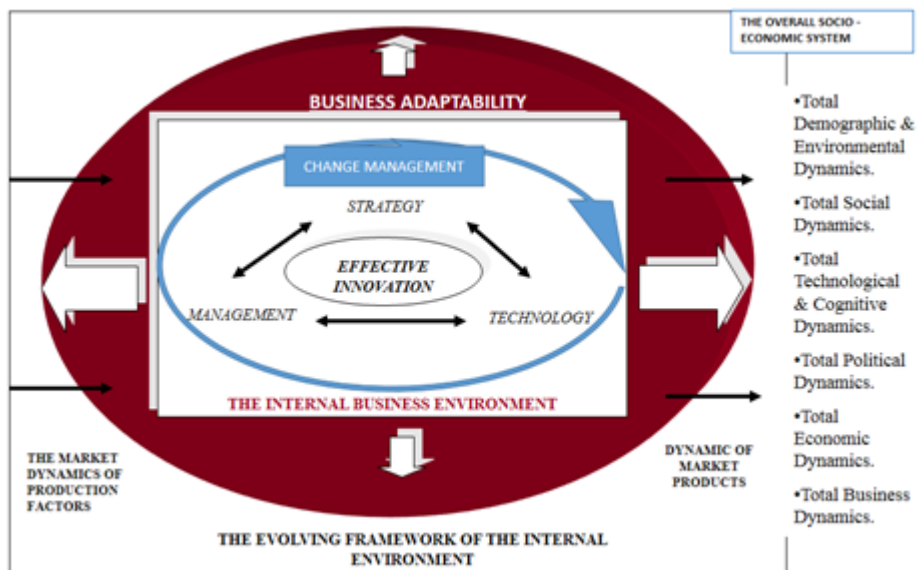 THE OVERALL SOCIO -
ECONOMIC SYSTEM
BUSINESS ADAPTABILITY
CHANGE MANAGEMENT
STRATEGY
EFFECTIVE
INNOVATION
MANAGEMENT
TECHNOLOGY
THE INTERNAL BUSINESS ENVIRONMENT
THE MARKET
DYNAMICS OF
PRODUCTION
FACTORS
DYNAMIC OF
MARKET
PRODUCTS
THE EVOLVING FRAMEWORK OF THE INTERNAL
ENVIRONMENT
•Total
Demographic &
Environmental
Dynamics.
•Total Social
Dynamics.
•Total
Technological
& Cognitive
Dynamics.
•Total Political
Dynamics.
•Total
Economic
Dynamics.
•Total Business
Dynamics.